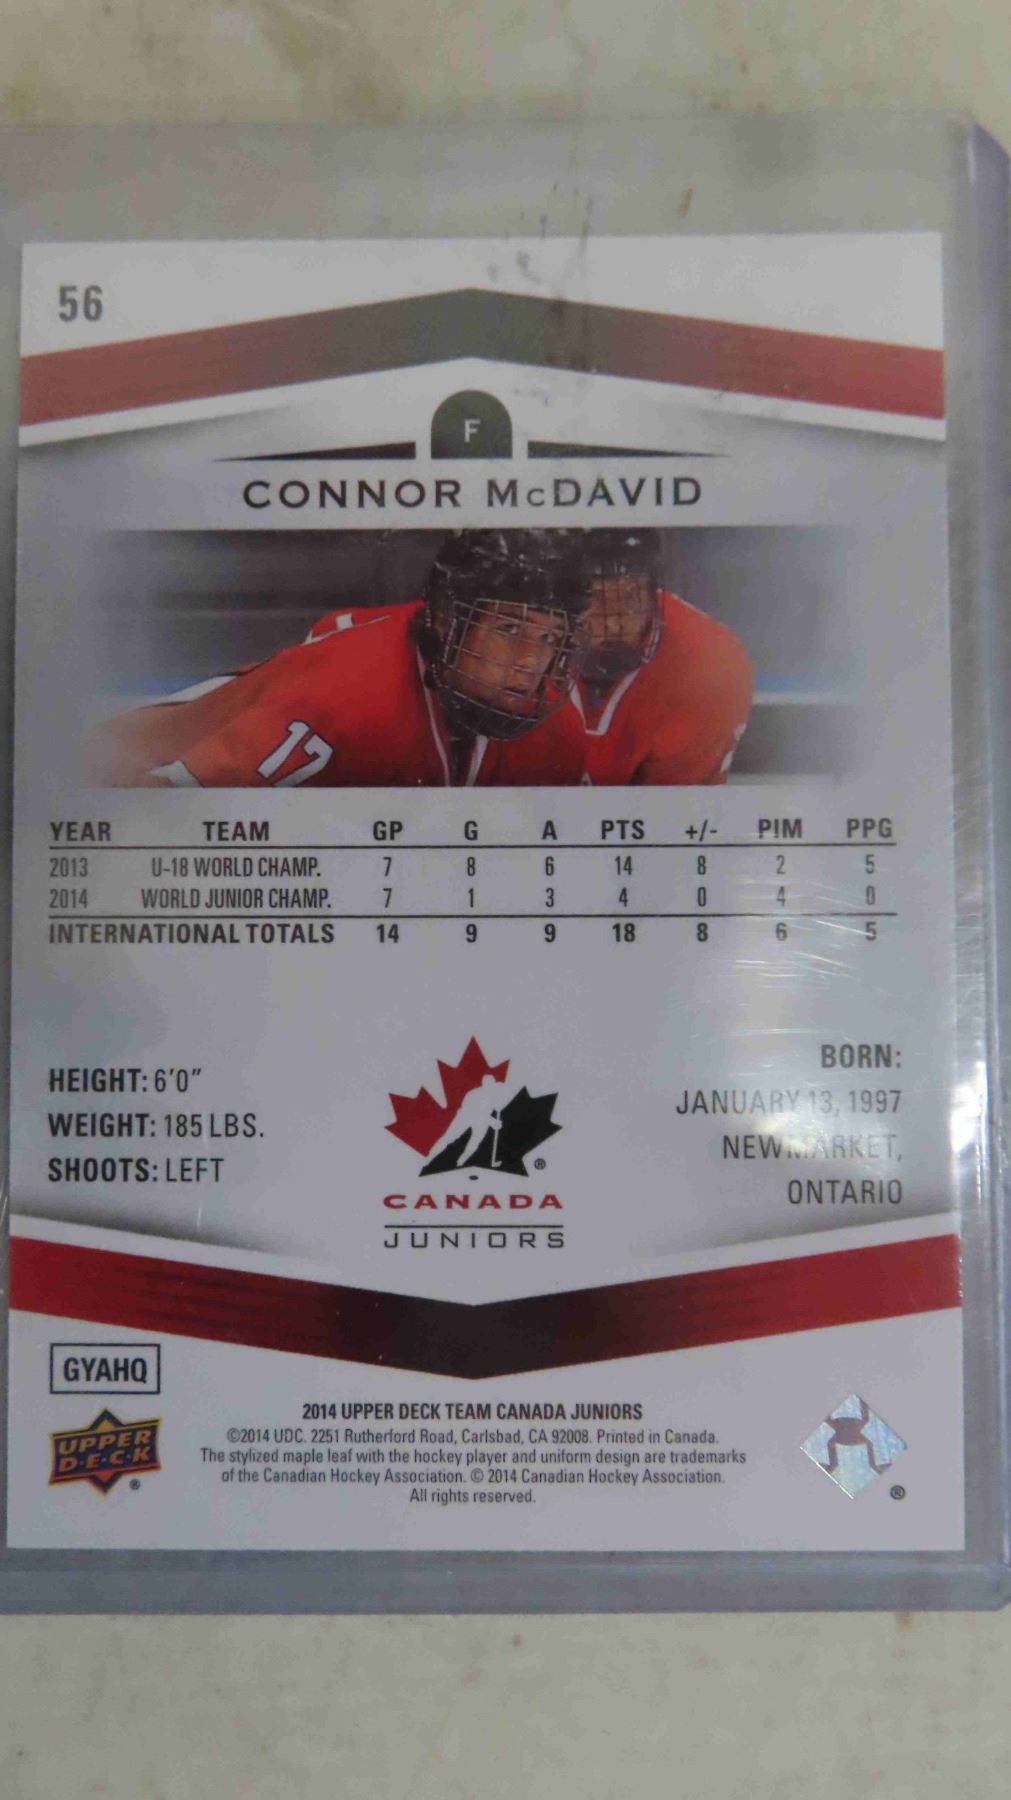 56
F
CONNOR McDAVID
17
YEAR TEAM GP G A PTS +/- PIM PPG
2013 U-18 WORLD CHAMP. 7 8 6 14 8 2 5
2014 WORLD JUNIOR CHAMP. 7 1 3 4 0 4 0
INTERNATIONAL TOTALS 14 9 9 18 8 6 5
HEIGHT: 6'0"
WEIGHT: 185 LBS.
SHOOTS: LEFT
®
CANADA
JUNIORS
BORN:
JANUARY 13, 1997
NEWMARKET,
ONTARIO
GYAHQ
UPPER
D·E·C·K
®
2014 UPPER DECK TEAM CANADA JUNIORS
©2014 UDC. 2251 Rutherford Road, Carlsbad, CA 92008. Printed in Canada.
The stylized maple leaf with the hockey player and uniform design are trademarks
of the Canadian Hockey Association. © 2014 Canadian Hockey Association.
All rights reserved.
®